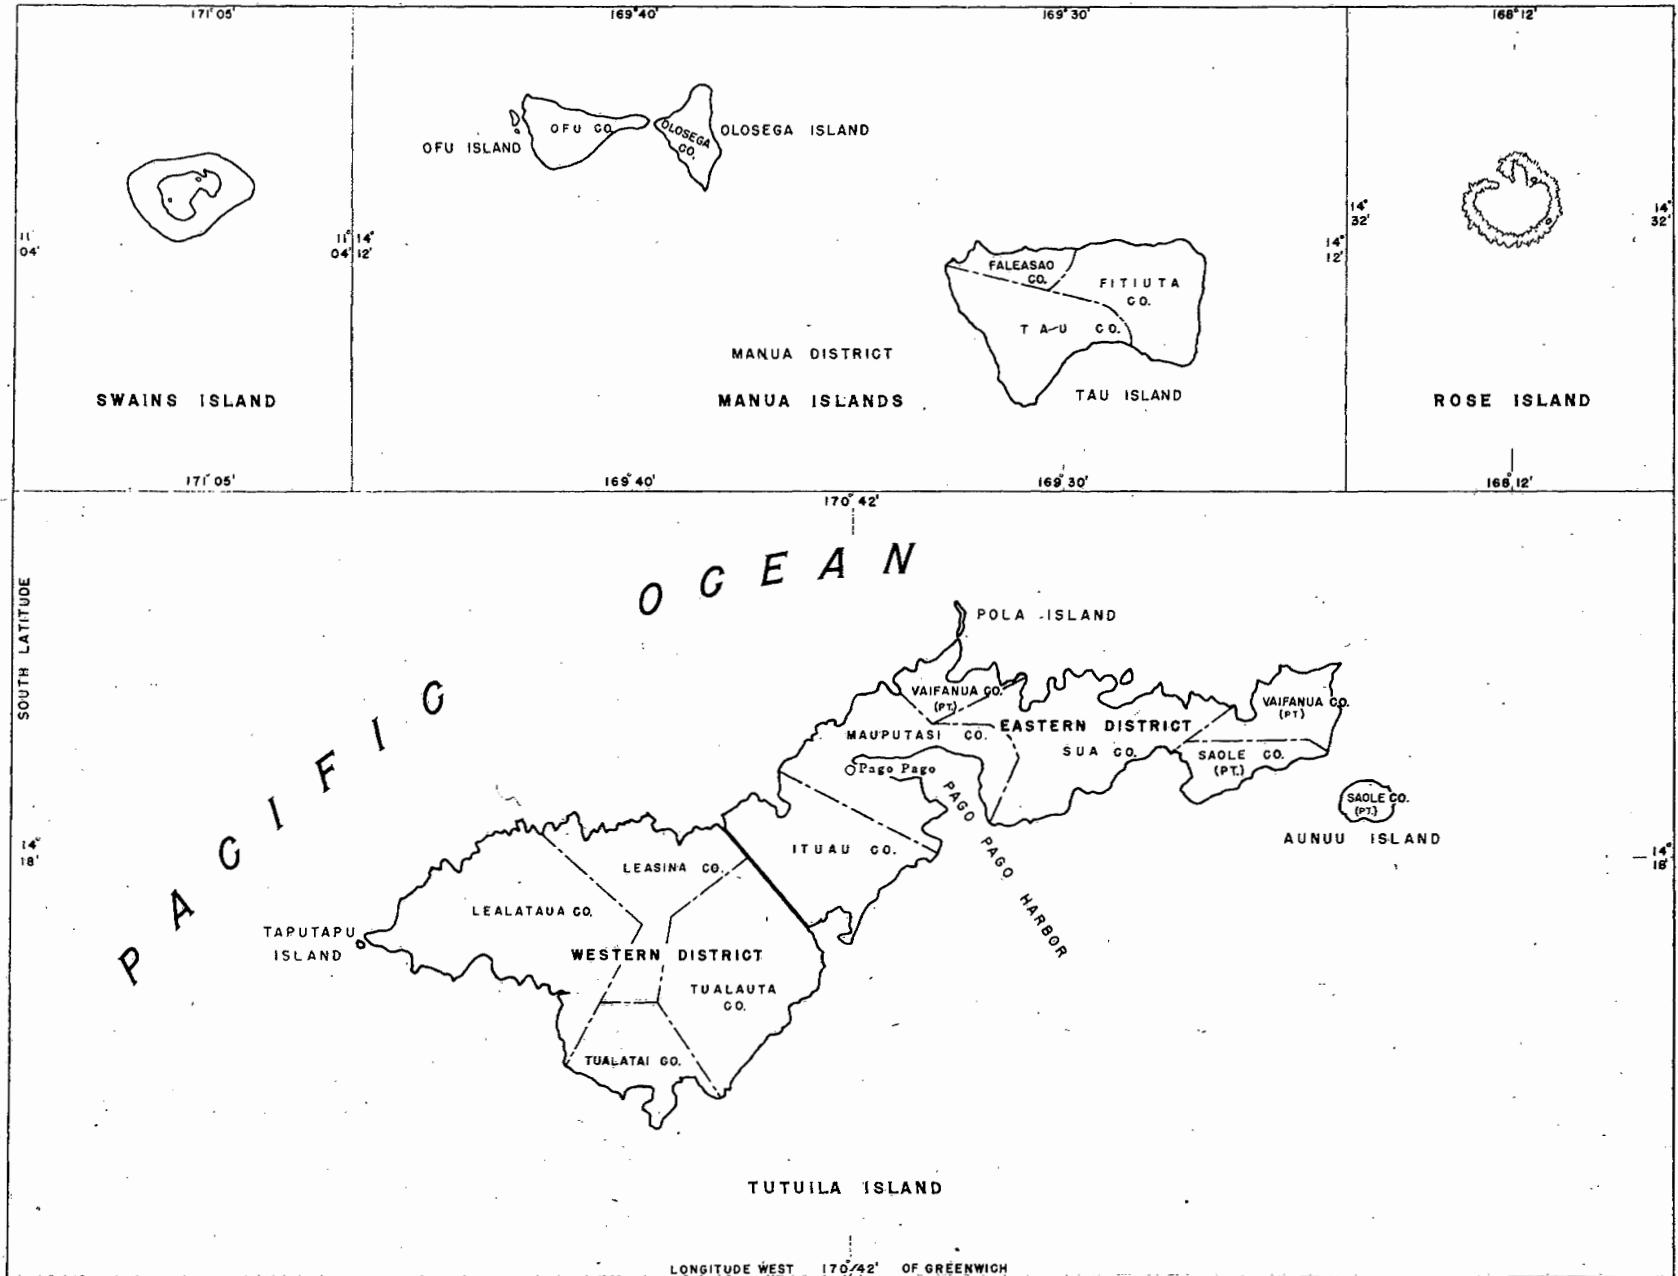 171° 05'
169° 40'
169° 30'
168° 12'
OFU CO.
OLOSEGA
CO.
OLOSEGA ISLAND
OFU ISLAND
11°
04'
11°
04'
14°
12'
14°
12'
14°
32'
14°
32'
FALEASAO
CO.
FITIUTA
CO.
TAU CO.
MANUA DISTRICT
TAU ISLAND
SWAINS ISLAND
MANUA ISLANDS
ROSE ISLAND
171° 05'
169° 40'
169° 30'
168° 12'
170° 42'
PACIFIC OCEAN
SOUTH LATITUDE
POLA ISLAND
VAIFANUA CO.
(PT.)
VAIFANUA CO.
(PT)
EASTERN DISTRICT
MAUPUTASI CO.
SUA CO.
SAOLE CO.
(PT.)
Pago Pago
PAGO PAGO HARBOR
SAOLE CO.
(PT.)
AUNUU ISLAND
14°
18'
14°
18'
ITUAU CO.
LEASINA CO.
LEALATAUA CO.
TAPUTAPU
ISLAND
WESTERN DISTRICT
TUALAUTA
CO.
TUALATAI CO.
TUTUILA ISLAND
LONGITUDE WEST 170° 42' OF GREENWICH